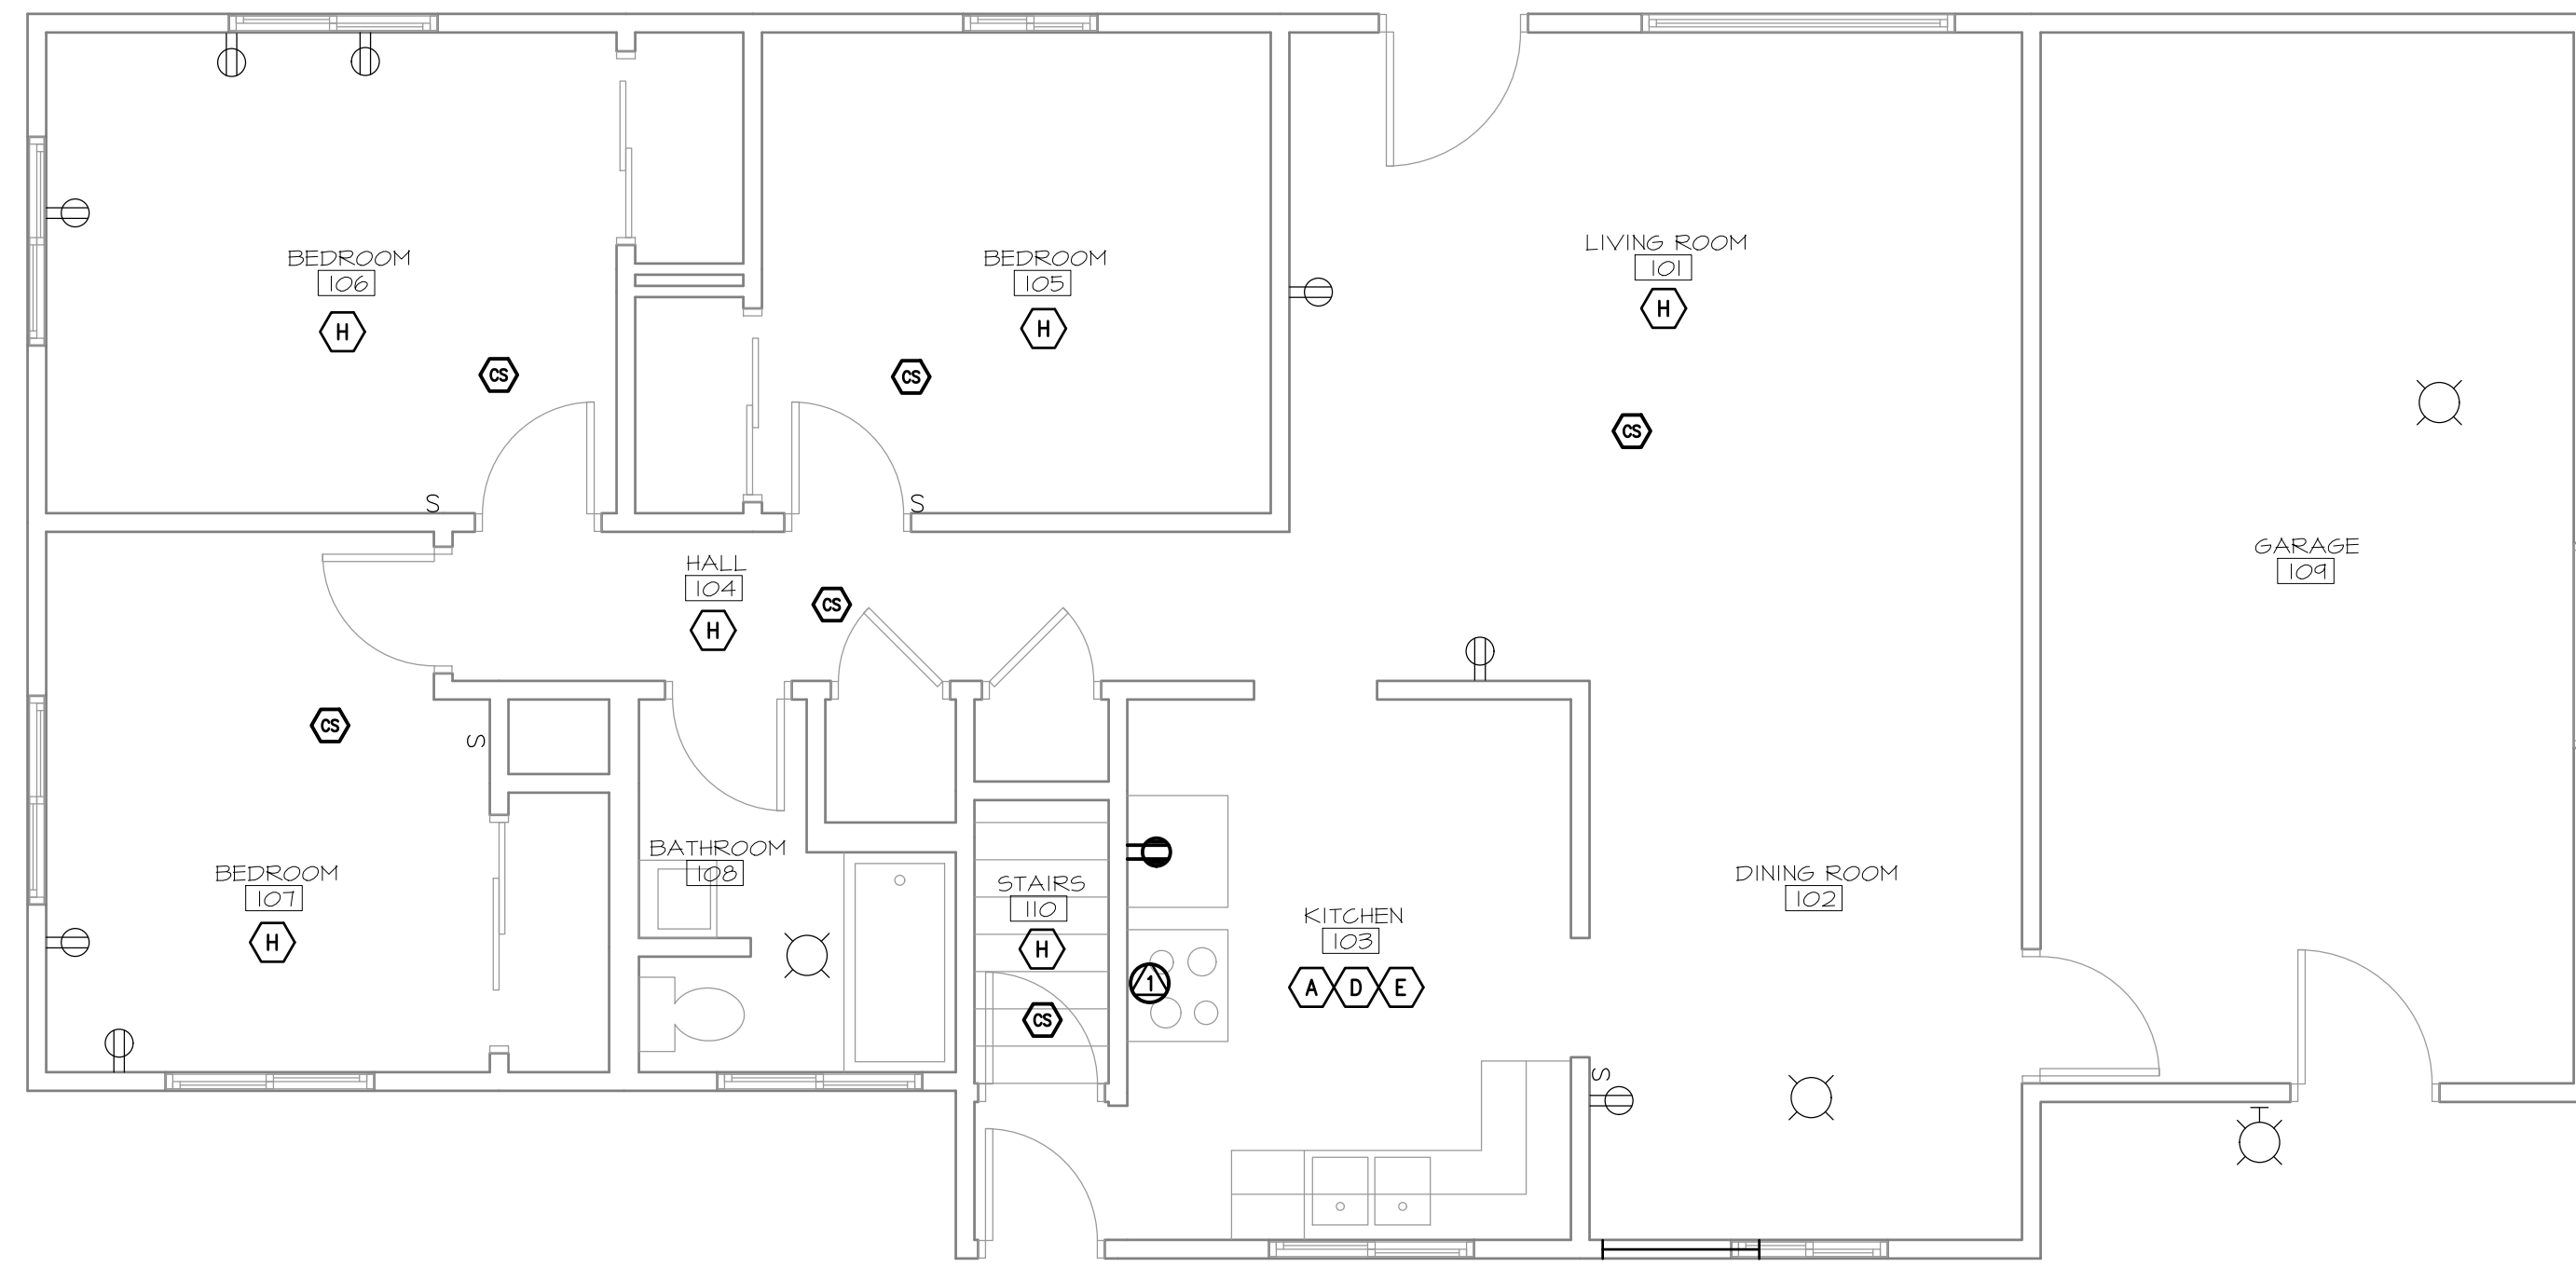 BEDROOM
106
H
CS
S
BEDROOM
105
H
CS
S
LIVING ROOM
101
H
CS
GARAGE
109
HALL
104
H
CS
CS
S
BEDROOM
107
H
BATHROOM
108
STAIRS
110
H
CS
1
KITCHEN
103
A D E
DINING ROOM
102
S